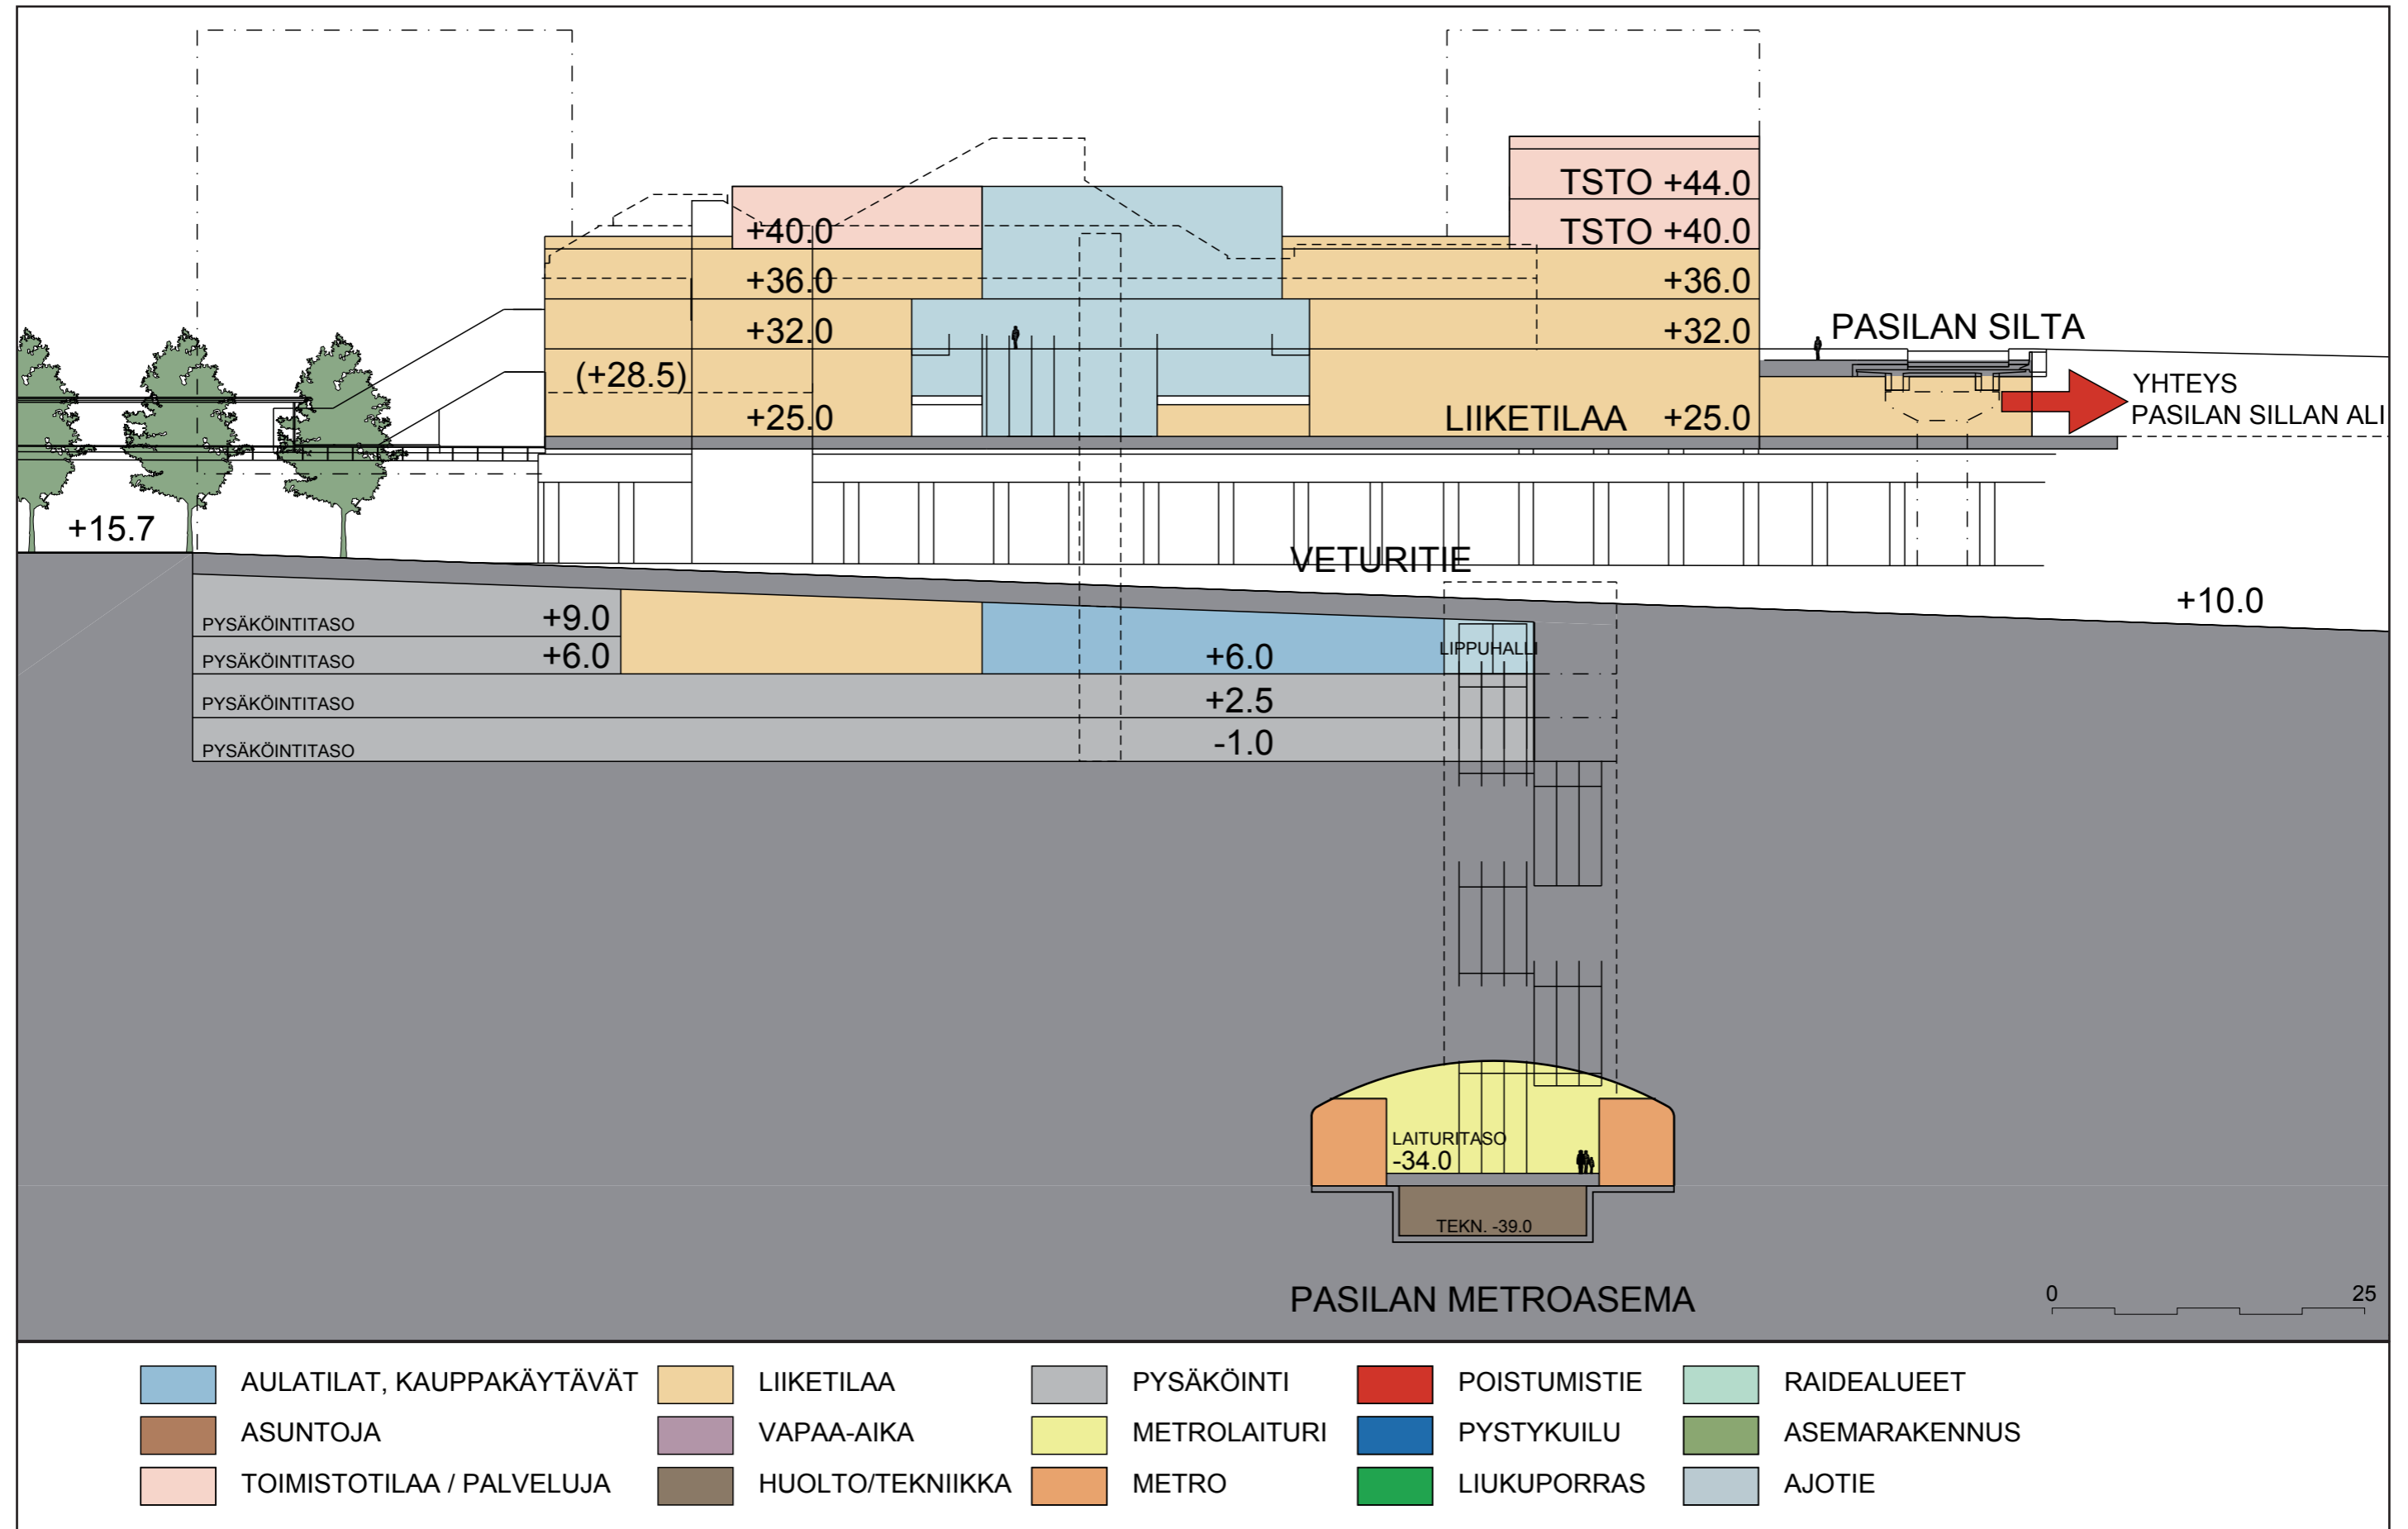 TSTO +44.0
+40.0
TSTO +40.0
+36.0
+36.0
+32.0
+32.0
PASILAN SILTA
(+28.5)
YHTEYS
PASILAN SILLAN ALI
+25.0
LIIKETILAA +25.0
+15.7
VETURITIE
+10.0
PYSÄKÖINTITASO +9.0
PYSÄKÖINTITASO +6.0
+6.0
LIPPUHALLI
PYSÄKÖINTITASO
+2.5
PYSÄKÖINTITASO
-1.0
LAITURITASO
-34.0
TEKN. -39.0
PASILAN METROASEMA
0 25
AULATILAT, KAUPPAKÄYTÄVÄT
LIIKETILAA
PYSÄKÖINTI
POISTUMISTIE
RAIDEALUEET
ASUNTOJA
VAPAA-AIKA
METROLAITURI
PYSTYKUILU
ASEMARAKENNUS
TOIMISTOTILAA / PALVELUJA
HUOLTO/TEKNIIKKA
METRO
LIUKUPORRAS
AJOTIE